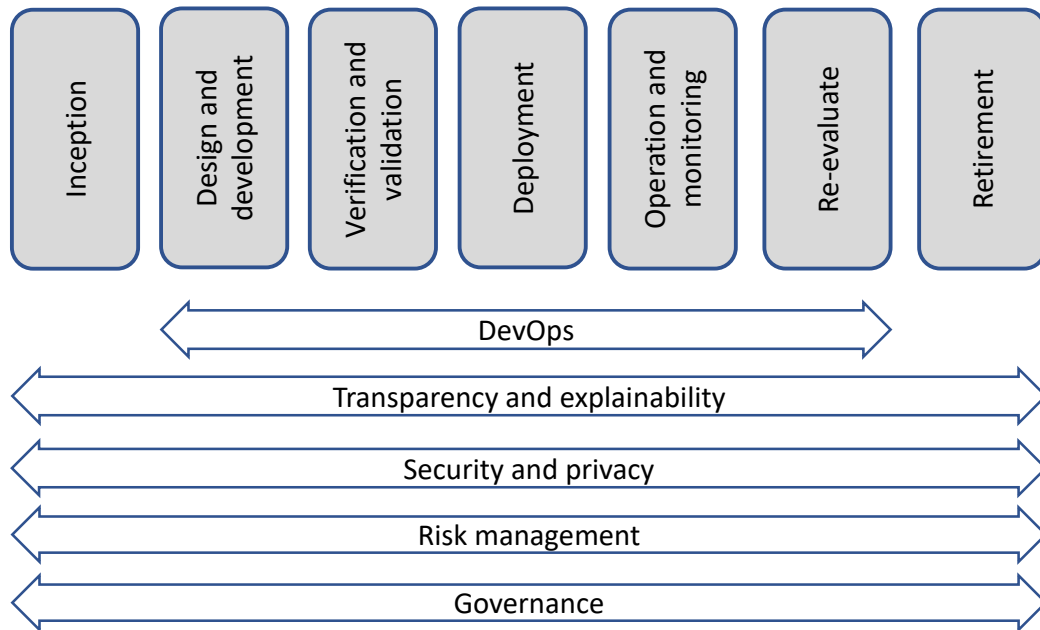 Inception
Design and
development
Verification and
validation
Deployment
Operation and
monitoring
Re-evaluate
Retirement
DevOps
Transparency and explainability
Security and privacy
Risk management
Governance